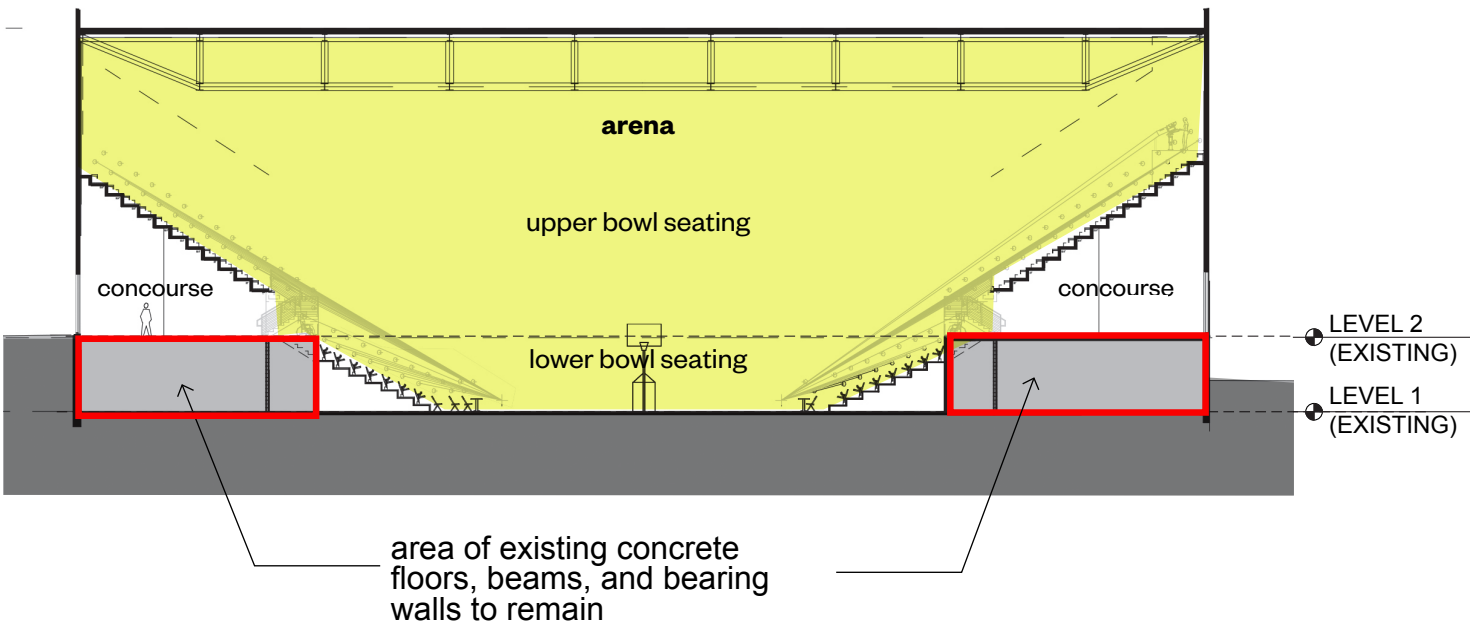 arena
upper bowl seating
concourse
concourse
lower bowl seating
LEVEL 2
(EXISTING)
LEVEL 1
(EXISTING)
area of existing concrete
floors, beams, and bearing
walls to remain